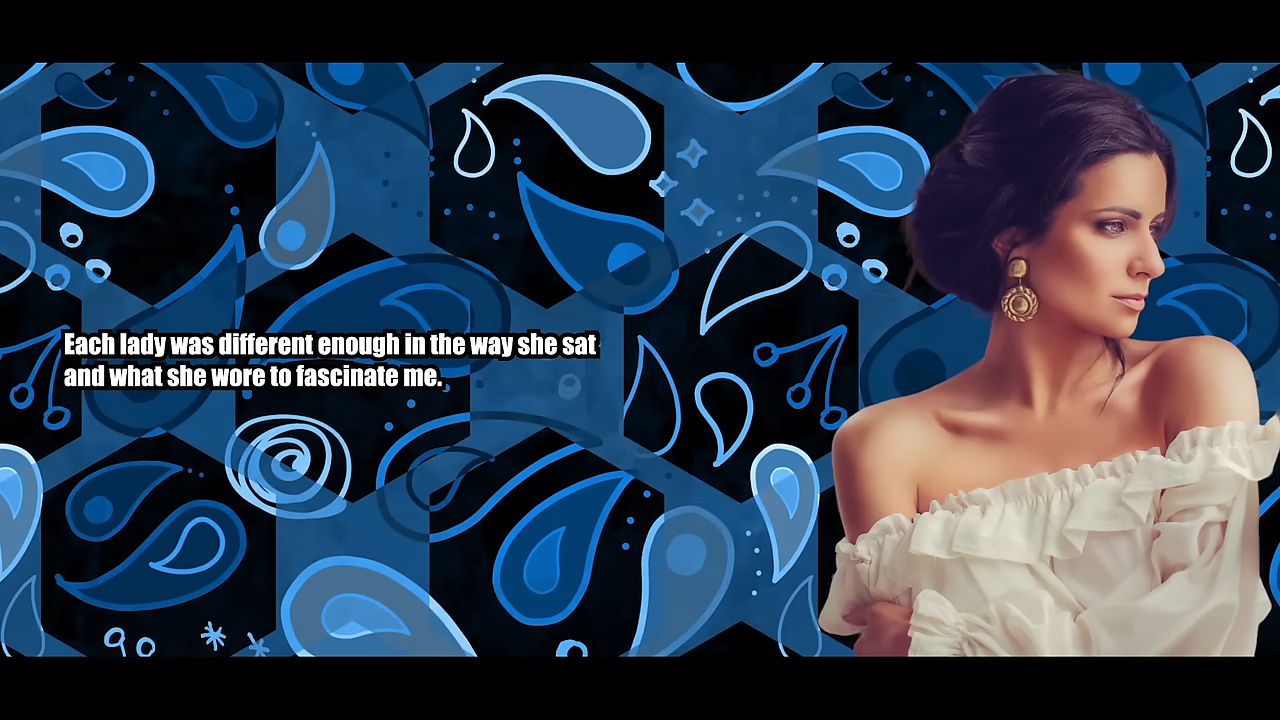 Each lady was different enough in the way she sat
and what she wore to fascinate me.